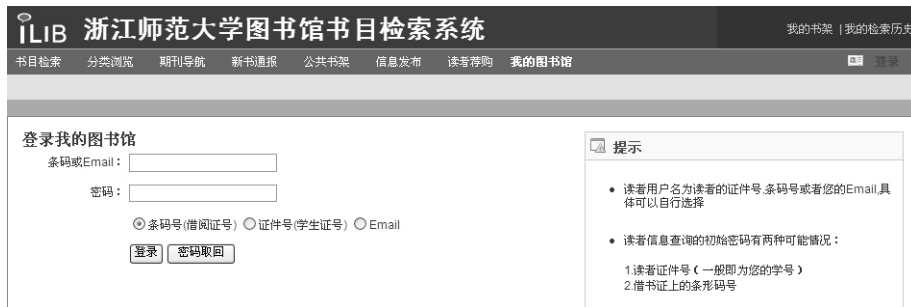 iLIB 浙江师范大学图书馆书目检索系统
我的书架 | 我的检索历史
书目检索 分类浏览 期刊导航 新书通报 公共书架 信息发布 读者荐购 我的图书馆 登录
登录我的图书馆
条码或Email：
密码：
条码号(借阅证号) 证件号(学生证号) Email
登录 密码取回
提示
• 读者用户名为读者的证件号,条码号或者您的Email,具
体可以自行选择
• 读者信息查询的初始密码有两种可能情况：
1.读者证件号（一般即为您的学号）
2.借书证上的条形码号